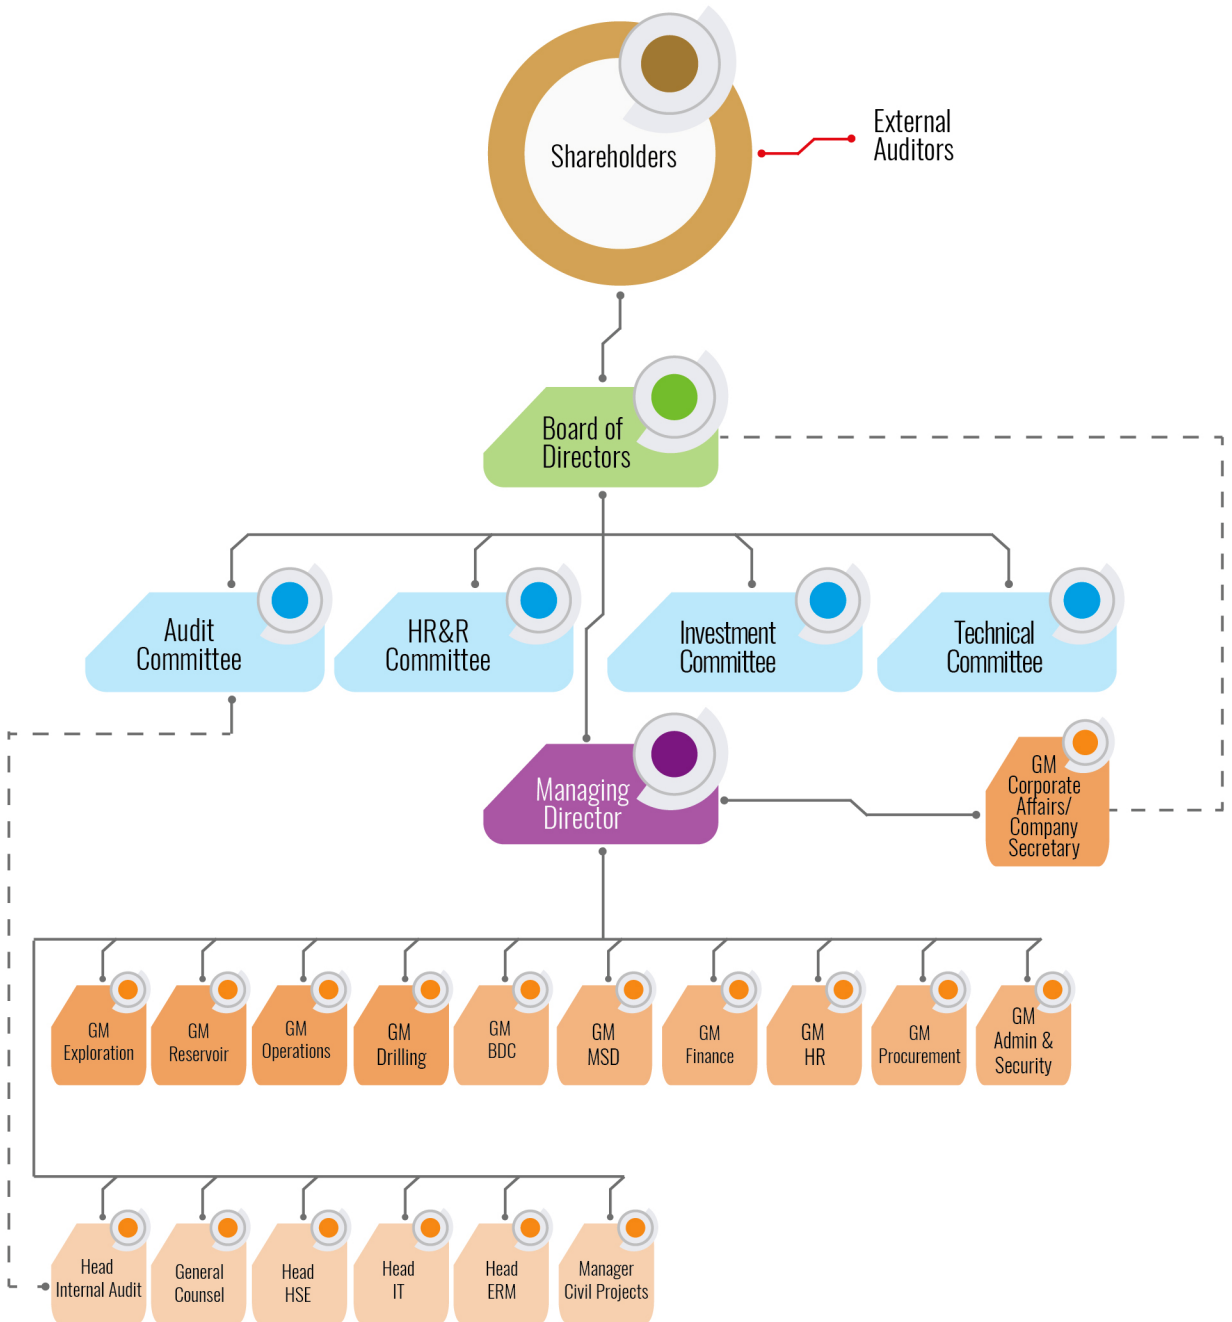 Shareholders
External
Auditors
Board of
Directors
Audit
Committee
HR&R
Committee
Investment
Committee
Technical
Committee
Managing
Director
GM
Corporate
Affairs/
Company
Secretary
GM
Exploration
GM
Reservoir
GM
Operations
GM
Drilling
GM
BDC
GM
MSD
GM
Finance
GM
HR
GM
Procurement
GM
Admin &
Security
Head
Internal Audit
General
Counsel
Head
HSE
Head
IT
Head
ERM
Manager
Civil Projects